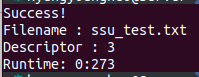 Success!
Filename : ssu_test.txt
Descriptor : 3
Runtime: 0:273